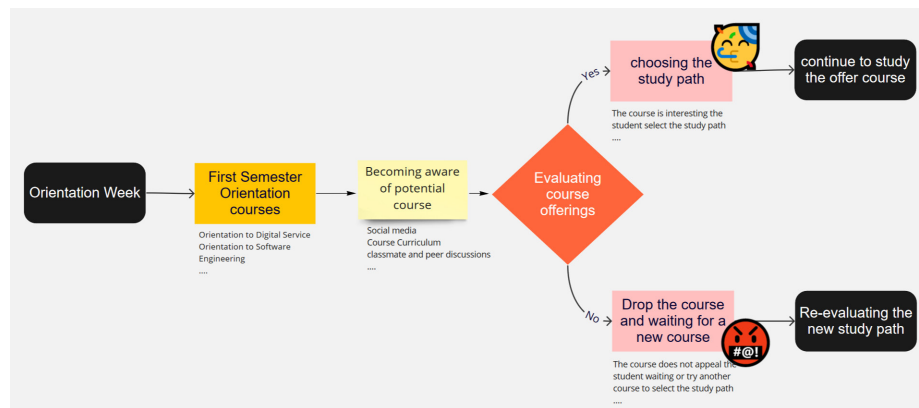 Orientation Week
First Semester
Orientation
courses
Orientation to Digital Service
Orientation to Software
Engineering
....
Becoming aware
of potential
course
Social media
Course Curriculum
classmate and peer discussions
....
Evaluating
course
offerings
Yes
choosing the
study path
The course is interesting the
student select the study path
....
continue to study
the offer course
No
Drop the course
and waiting for a
new course
#@!
The course does not appeal the
student waiting or try another
course to select the study path
....
Re-evaluating the
new study path